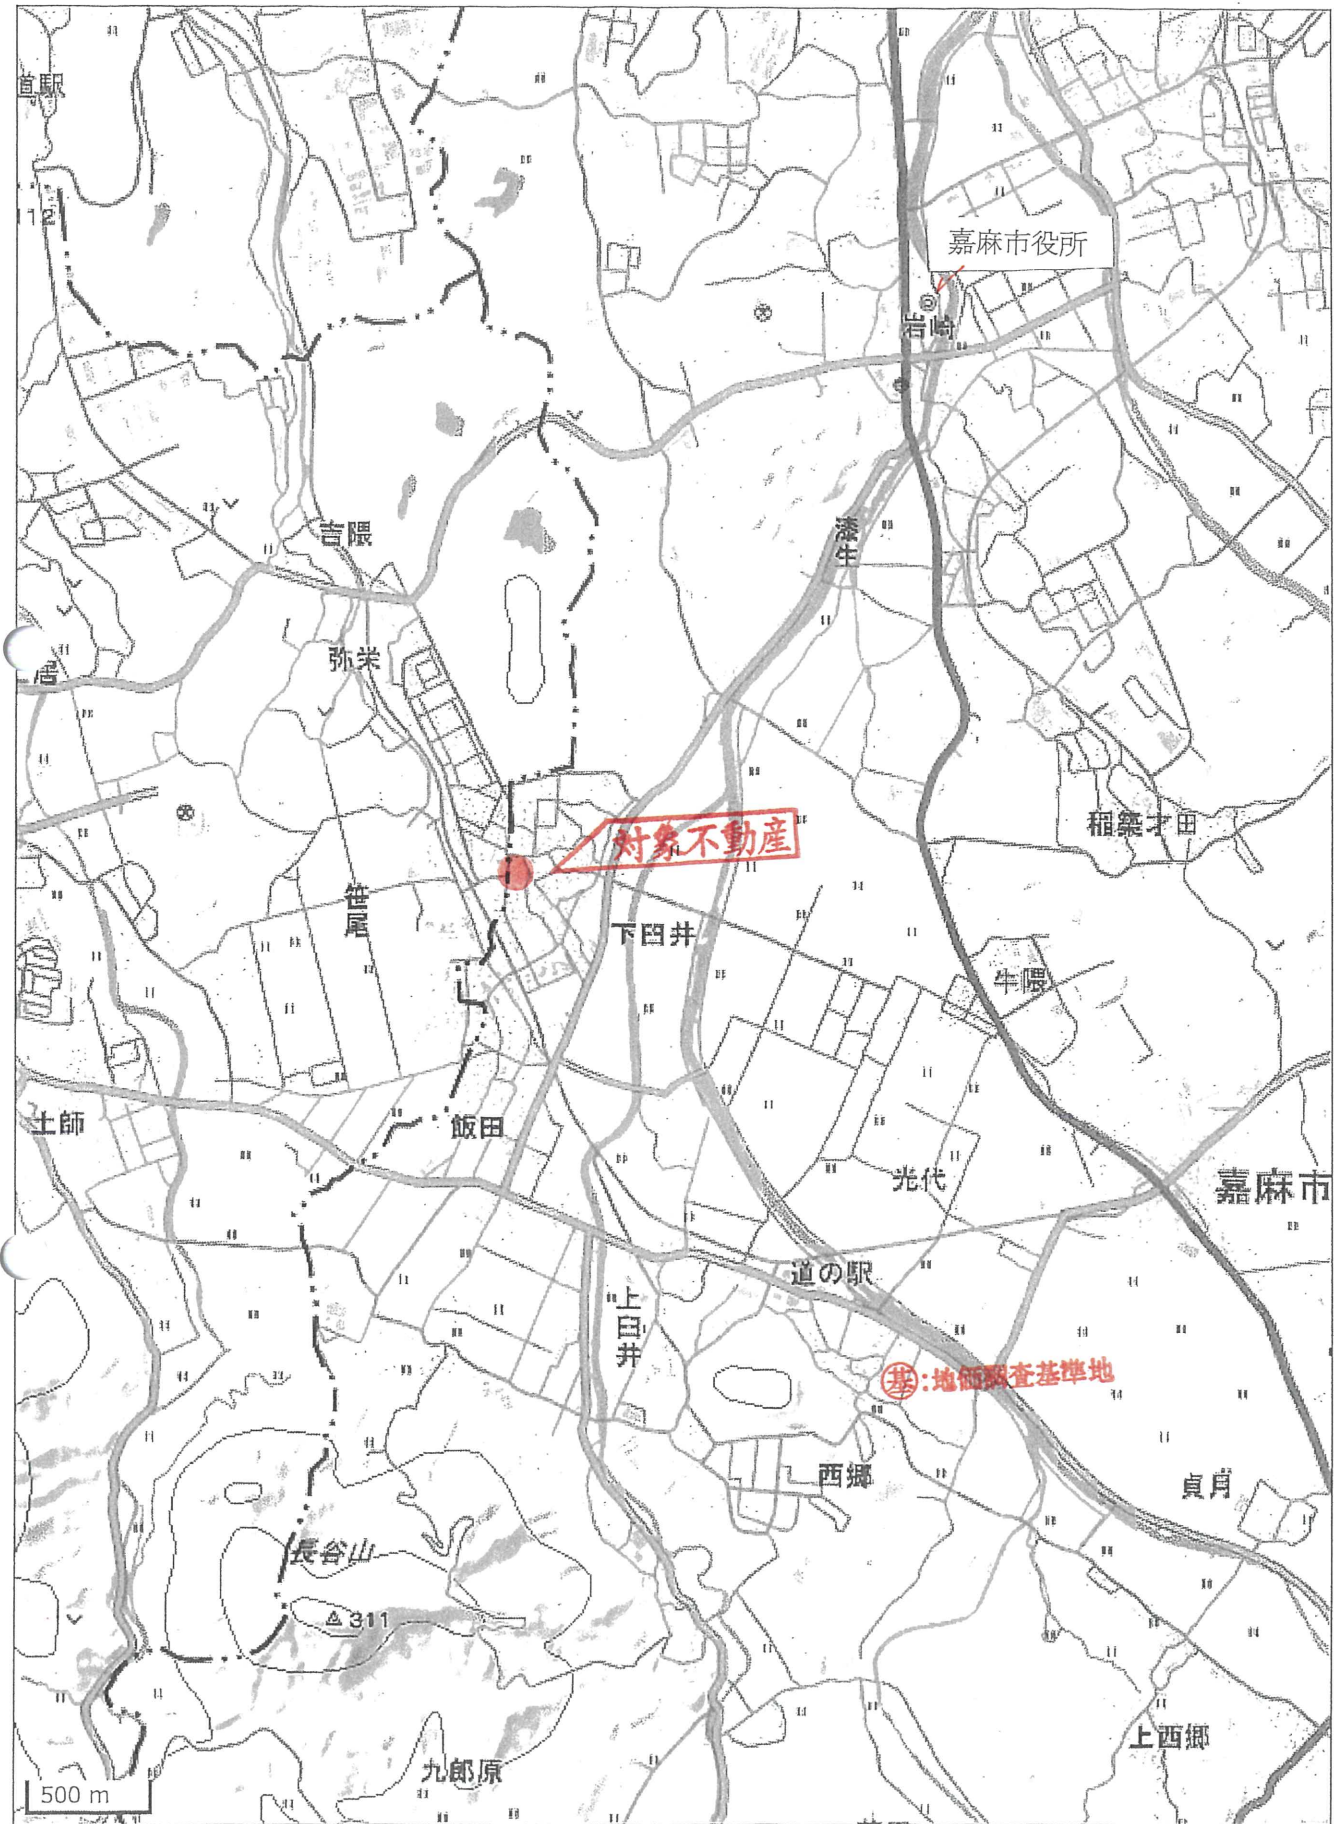 道駅
112
嘉麻市役所
岩崎
漆生
吉隈
弥栄
対象不動産
稲築才田
笹尾
下臼井
牛隈
飯田
土師
光代
嘉麻市
道の駅
上臼井
基:地価調査基準地
西郷
貞月
長谷山
311
上西郷
九郎原
500 m